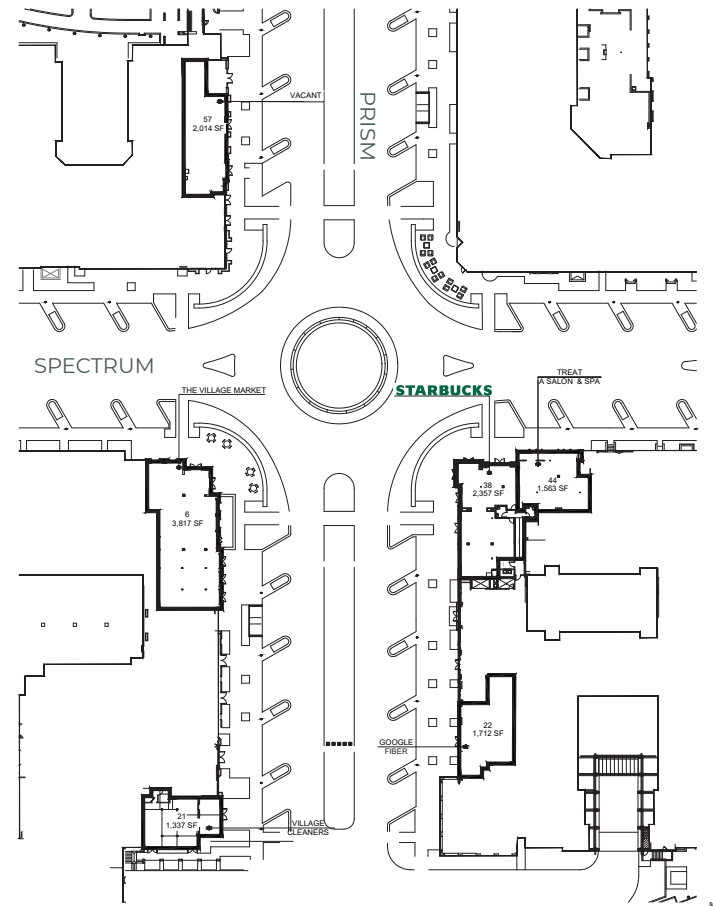 VACANT
PRISM
57
2,014 SF
SPECTRUM
THE VILLAGE MARKET
STARBUCKS
TREAT
A SALON & SPA
38
2,357 SF
44
1,563 SF
6
3,817 SF
22
1,712 SF
GOOGLE
FIBER
21
1,337 SF
VILLAGE
CLEANERS